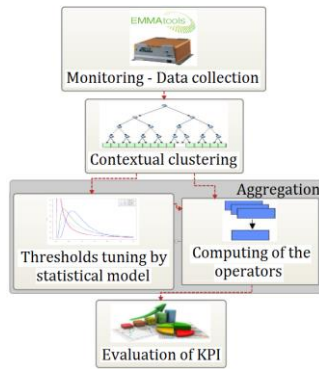 EMMAtools
Monitoring - Data collection
Contextual clustering
Aggregation
Thresholds tuning by
statistical model
Computing of the
operators
Evaluation of KPI